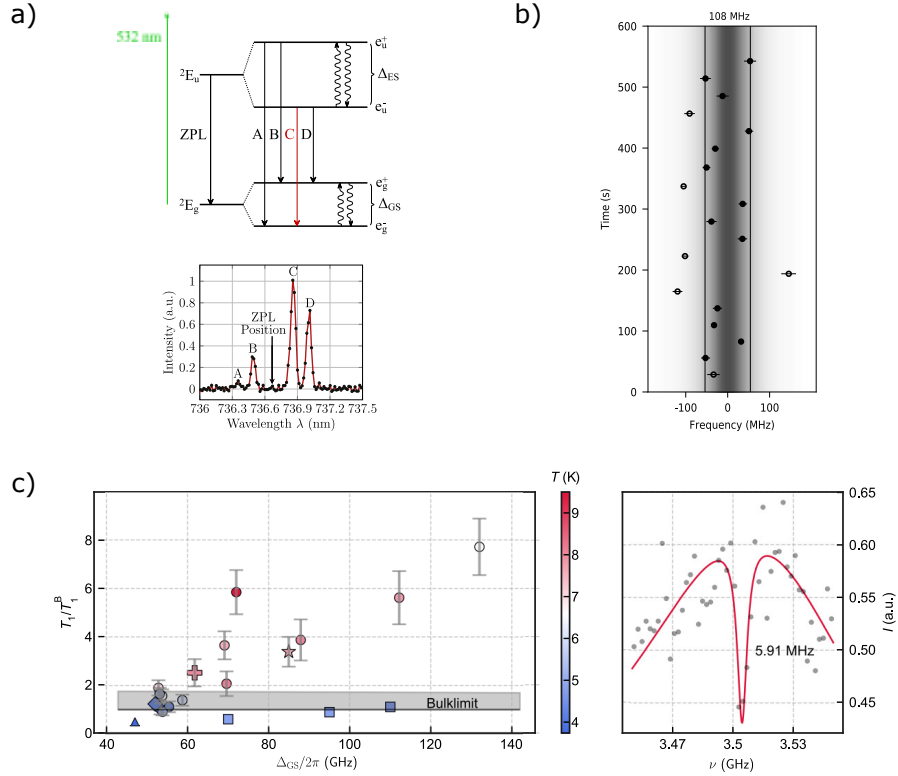 a)
532 nm
²Eᵤ
eᵤ⁺
Δ_ES
eᵤ⁻
ZPL
A
B
C
D
²E_g
e_g⁺
Δ_GS
e_g⁻
Intensity (a.u.)
1
0.8
0.6
0.4
0.2
0
A
B
ZPL
Position
C
D
736
736.3
736.6
736.9
737.2
737.5
Wavelength λ (nm)
b)
108 MHz
Time (s)
600
500
400
300
200
100
0
-100
0
100
Frequency (MHz)
c)
T₁/T₁ᴮ
8
6
4
2
0
Bulklimit
40
60
80
100
120
140
Δ_GS/2π (GHz)
T (K)
9
8
7
6
5
4
5.91 MHz
0.65
0.60
0.55
0.50
0.45
I (a.u.)
3.47
3.5
3.53
ν (GHz)